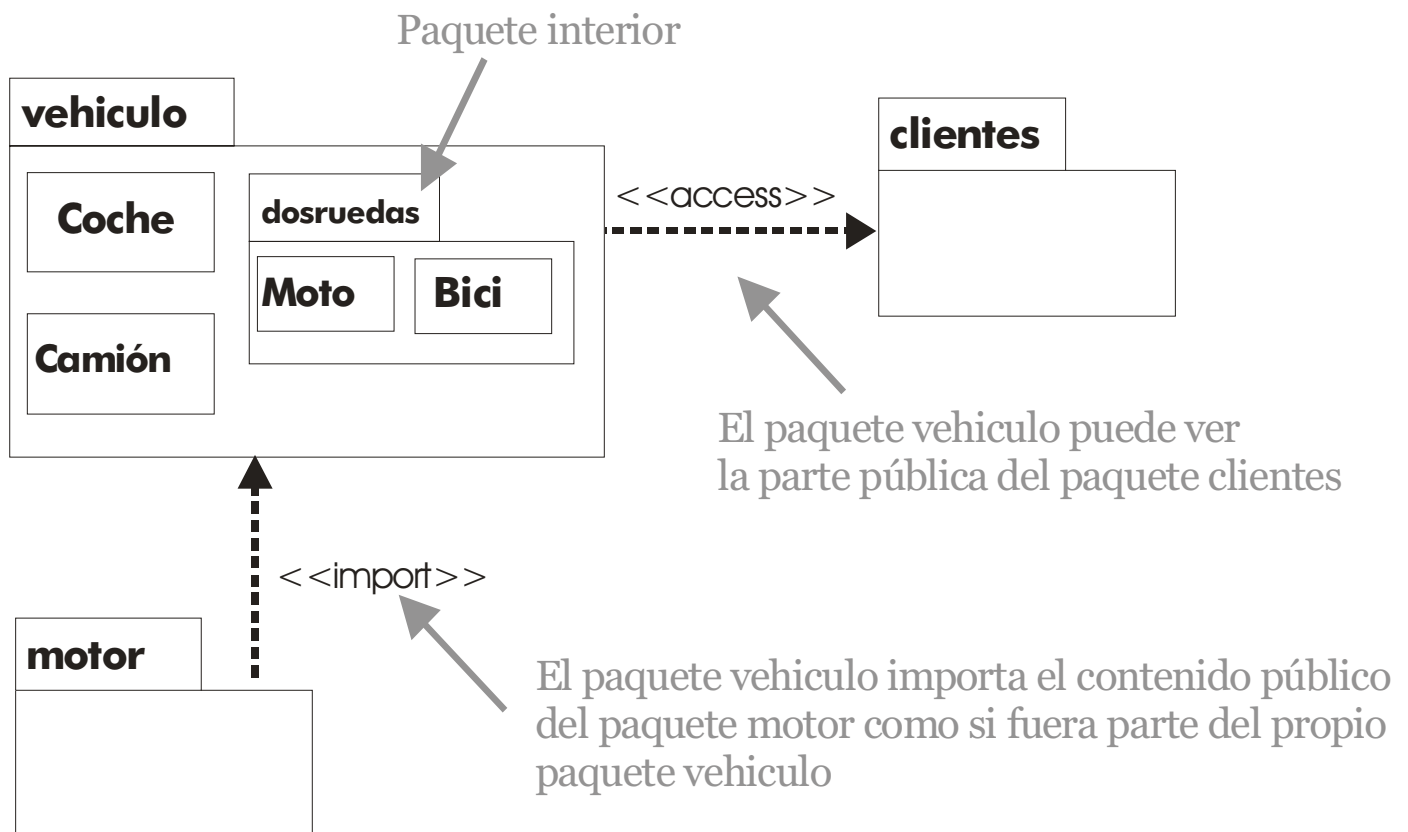 Paquete interior
vehiculo
clientes
Coche
dosruedas
<<access>>
Moto
Bici
Camión
El paquete vehiculo puede ver
la parte pública del paquete clientes
<<import>>
motor
El paquete vehiculo importa el contenido público
del paquete motor como si fuera parte del propio
paquete vehiculo